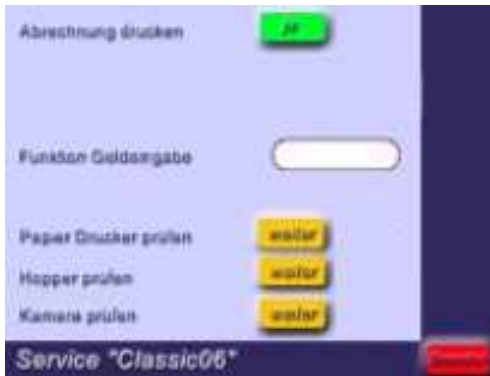 Abrechnung drucken
ja
Funktion Geldeingabe
Papier Drucker prüfen weiter
Hopper prüfen weiter
Kamera prüfen weiter
Service "Classic06"